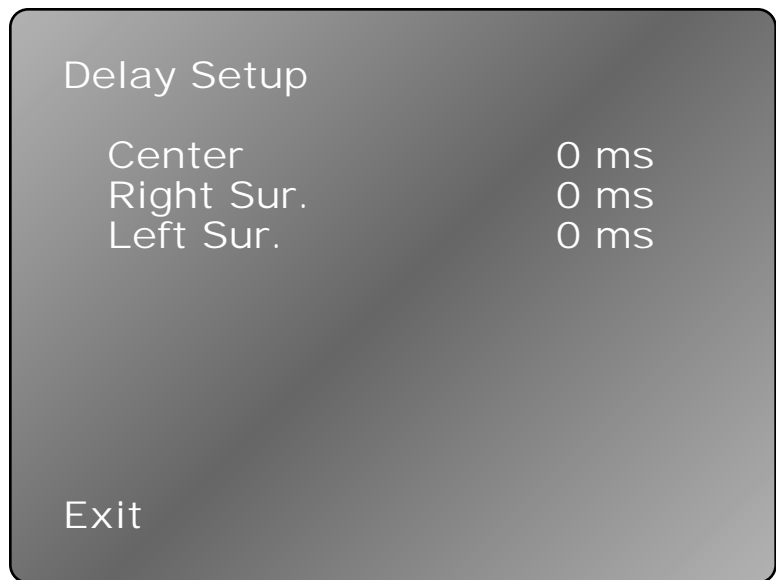 Delay Setup
Center 0 ms
Right Sur. 0 ms
Left Sur. 0 ms
Exit